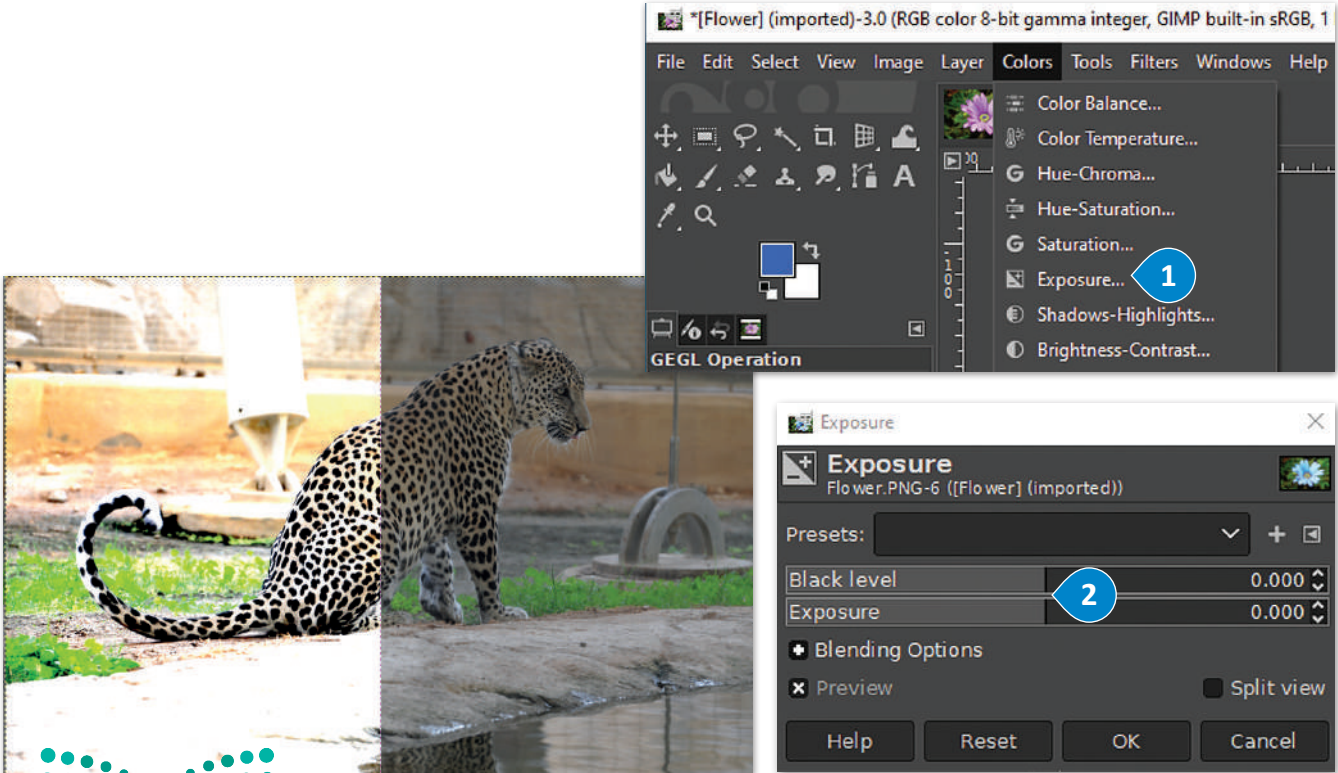 *[Flower] (imported)-3.0 (RGB color 8-bit gamma integer, GIMP built-in sRGB, 1
File Edit Select View Image Layer Colors Tools Filters Windows Help
Color Balance...
Color Temperature...
Hue-Chroma...
Hue-Saturation...
Saturation...
Exposure... 1
Shadows-Highlights...
Brightness-Contrast...
100
GEGL Operation
Exposure
Exposure
Flower.PNG-6 ([Flower] (imported))
Presets:
Black level 0.000
2
Exposure 0.000
Blending Options
Preview Split view
Help Reset OK Cancel